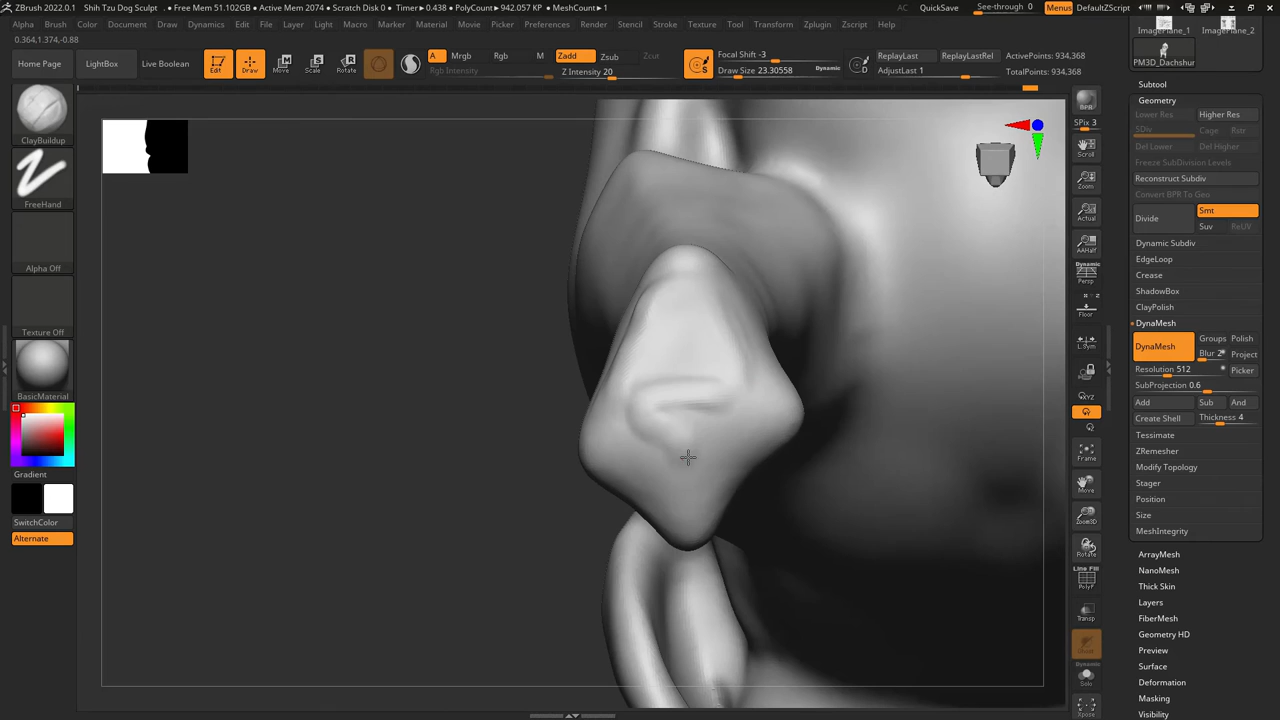 ZBrush 2022.0.1 Shih Tzu Dog Sculpt • Free Mem 51.102GB • Active Mem 2074 • Scratch Disk 0 • Timer▸0.438 • PolyCount▸942.057 KP • MeshCount▸1
AC QuickSave See-through 0 Menus DefaultZScript
Alpha Brush Color Document Draw Dynamics Edit File Layer Light Macro Marker Material Movie Picker Preferences Render Stencil Stroke Texture Tool Transform Zplugin Zscript Help
0.364,1.374,-0.88
Home Page LightBox Live Boolean
Edit Draw Move Scale Rotate
A Mrgb Rgb M
Rgb Intensity
Zadd Zsub Zcut
Z Intensity 20
S
Focal Shift -3
Draw Size 23.30558 Dynamic
D
ReplayLast ReplayLastRel
AdjustLast 1
ActivePoints: 934,368
TotalPoints: 934,368
ClayBuildup
FreeHand
Alpha Off
Texture Off
BasicMaterial
Gradient
SwitchColor
Alternate
BPR
SPix 3
Scroll
Zoom
Actual
AAHalf
Dynamic
Persp
Floor
L.Sym
XYZ
Y
Z
Frame
Move
Zoom3D
Rotate
Line Fill
PolyF
Transp
Dynamic
Solo
Xpose
ImagePlane_1 ImagePlane_2
PM3D_Dachshur
Subtool
Geometry
Lower Res Higher Res
SDiv Cage Rstr
Del Lower Del Higher
Freeze SubDivision Levels
Reconstruct Subdiv
Convert BPR To Geo
Divide Smt
Suv ReUV
Dynamic Subdiv
EdgeLoop
Crease
ShadowBox
ClayPolish
DynaMesh
DynaMesh Groups Polish
Blur 2 Project
Resolution 512 Picker
SubProjection 0.6
Add Sub And
Create Shell Thickness 4
Tessimate
ZRemesher
Modify Topology
Stager
Position
Size
MeshIntegrity
ArrayMesh
NanoMesh
Thick Skin
Layers
FiberMesh
Geometry HD
Preview
Surface
Deformation
Masking
Visibility